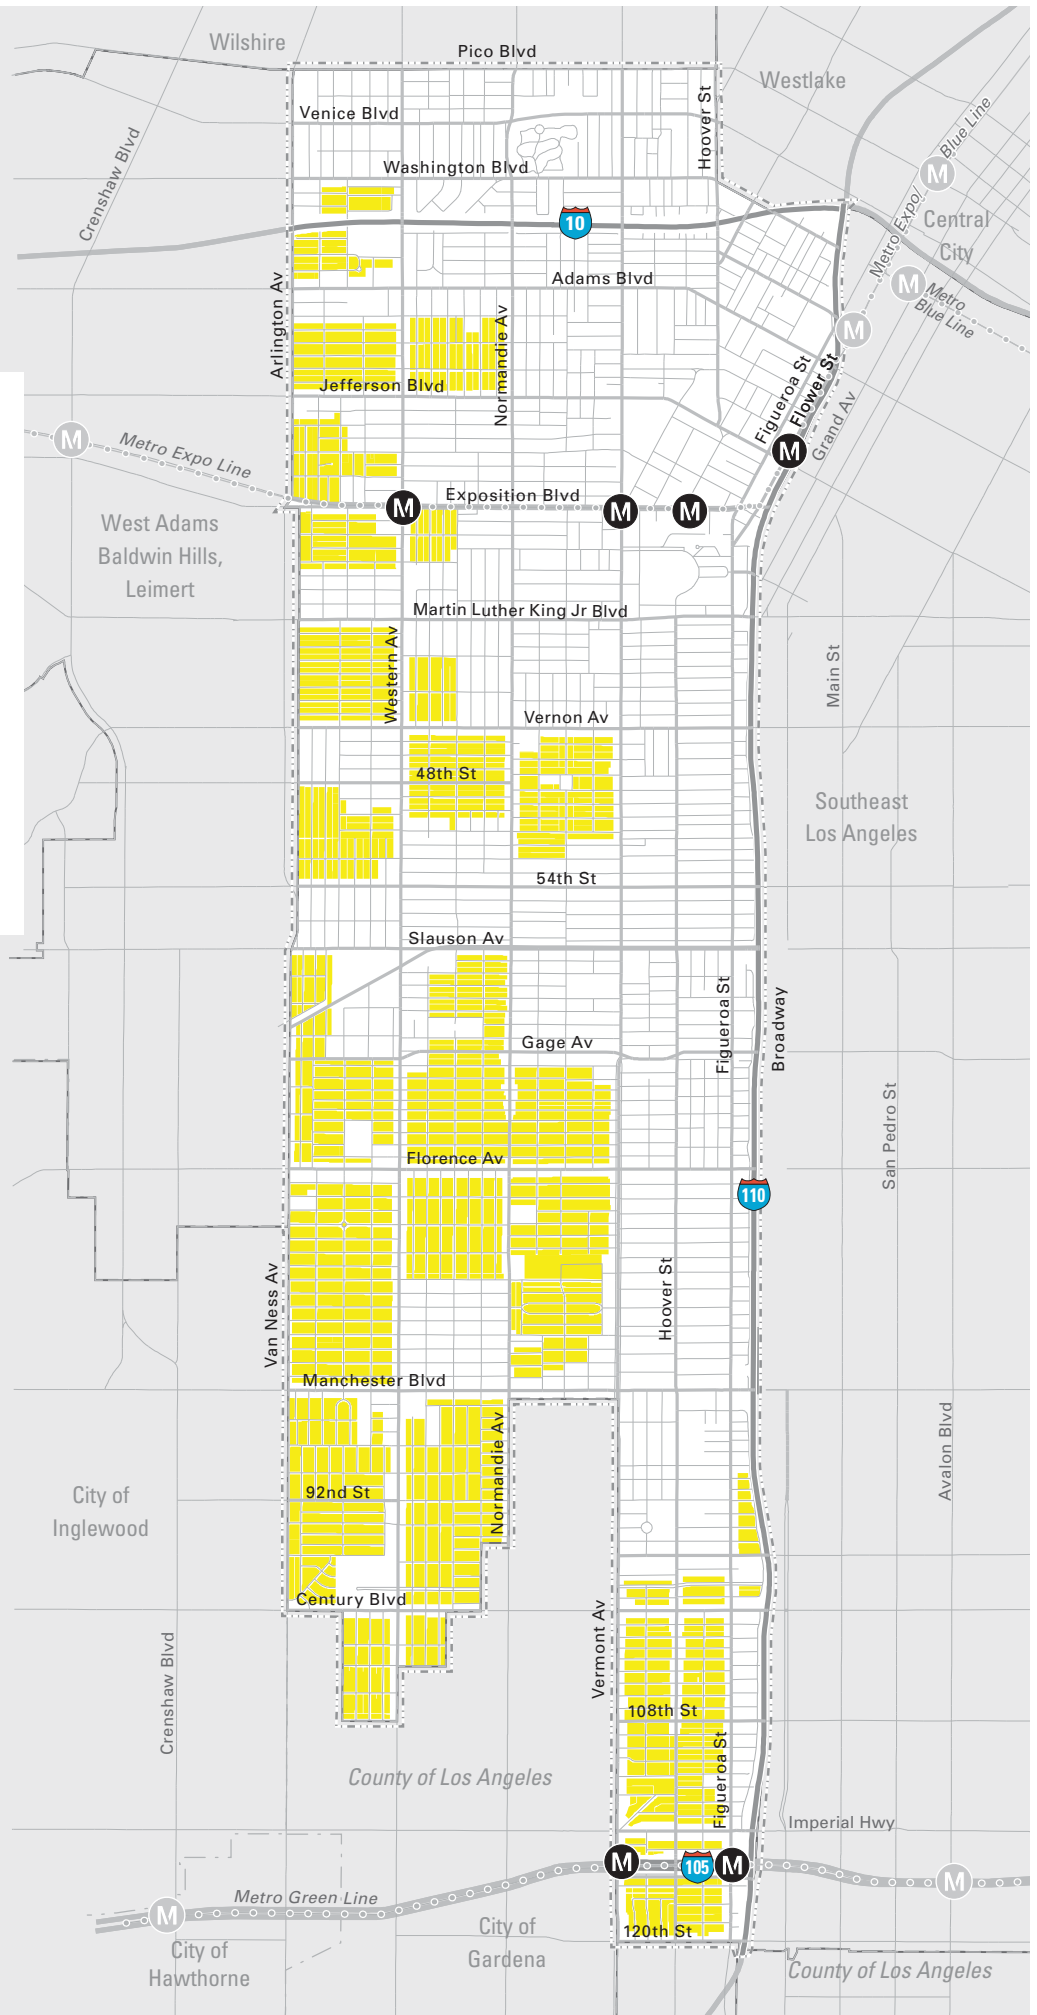 Wilshire
Pico Blvd
Westlake
Hoover St
Venice Blvd
Crenshaw Blvd
Washington Blvd
Metro Expo/
Blue Line
M
Central
City
10
Adams Blvd
M
Metro
Blue Line
Arlington Av
Normandie Av
M
Jefferson Blvd
Figueroa St
Flower St
Grand Av
M
Metro Expo Line
M
Exposition Blvd
M
M
M
West Adams
Baldwin Hills,
Leimert
Martin Luther King Jr Blvd
Western Av
Main St
Vernon Av
48th St
Southeast
Los Angeles
54th St
Slauson Av
Figueroa St
Broadway
Gage Av
San Pedro St
Florence Av
110
Van Ness Av
Hoover St
Manchester Blvd
Normandie Av
Avalon Blvd
City of
Inglewood
92nd St
Century Blvd
Crenshaw Blvd
Vermont Av
108th St
Figueroa St
County of Los Angeles
Imperial Hwy
M
105
M
M
Metro Green Line
M
City of
Hawthorne
City of
Gardena
120th St
County of Los Angeles